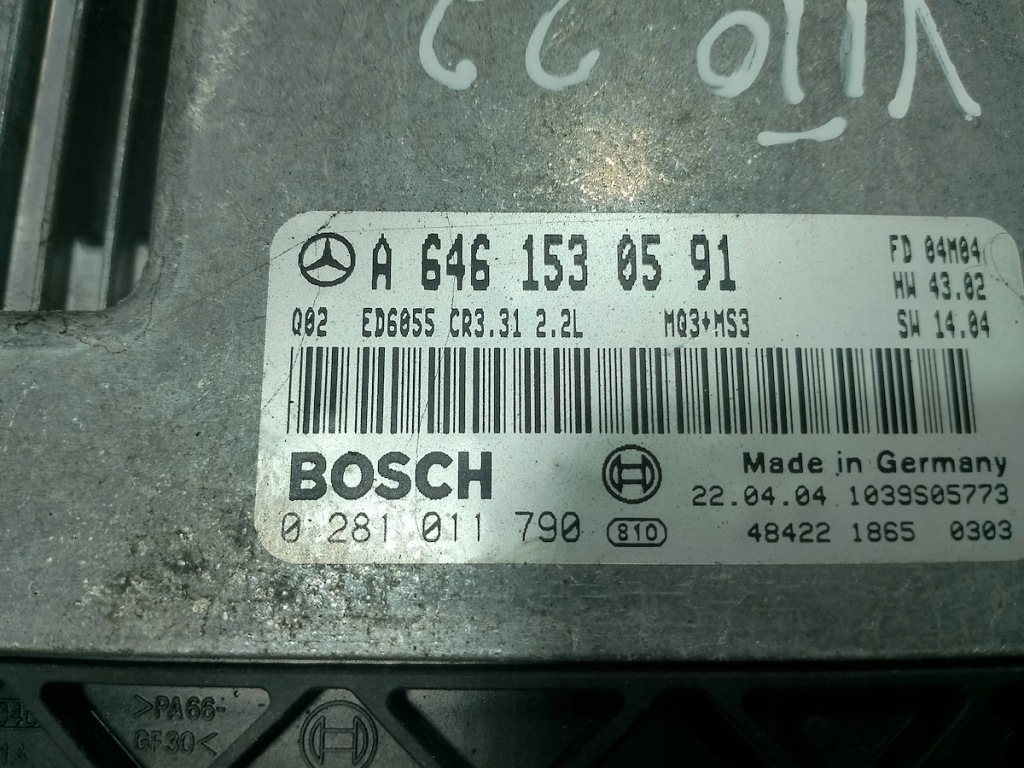 Vito 22
A 646 153 05 91
FD 04M04
HW 43.02
Q02 ED6055 CR3.31 2.2L MQ3+MS3 SW 14.04
BOSCH
Made in Germany
22.04.04 1039S05773
0 281 011 790 810 48422 1865 0303
>PA66-
GF30<